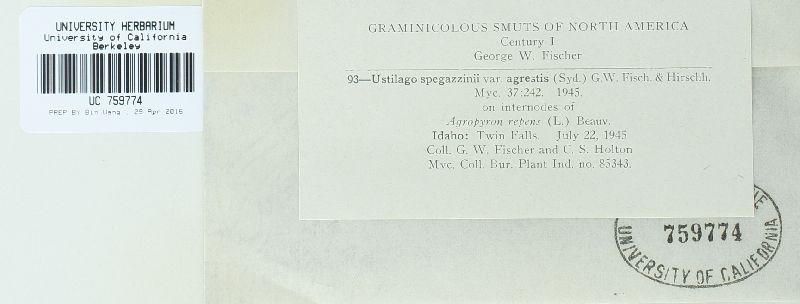 UNIVERSITY HERBARIUM
University of California
Berkeley
UC 759774
PREP BY Bin Wang , 29 Apr 2016
GRAMINICOLOUS SMUTS OF NORTH AMERICA
Century I
George W. Fischer
93—Ustilago spegazzinii var. agrestis (Syd.) G.W. Fisch. & Hirschh.
Myc. 37:242. 1945.
on internodes of
Agropyron repens (L.) Beauv.
Idaho: Twin Falls. July 22, 1945
Coll. G. W. Fischer and C. S. Holton
Myc. Coll. Bur. Plant Ind. no. 85343.
759774
UNIVERSITY OF CALIFORNIA